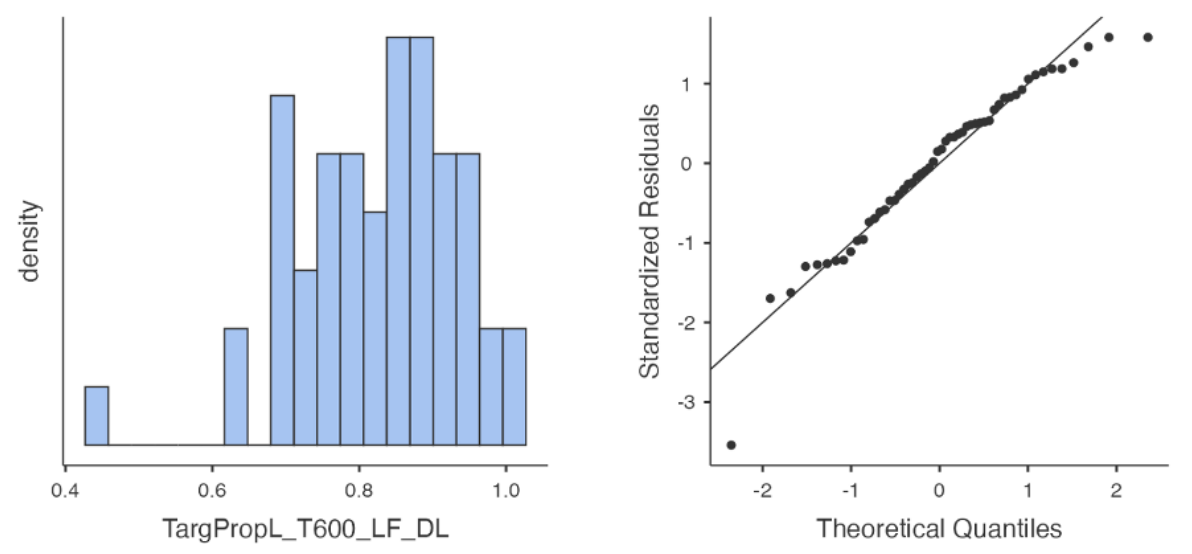 density
0.4 0.6 0.8 1.0
TargPropL_T600_LF_DL
Standardized Residuals
1
0
-1
-2
-3
-2 -1 0 1 2
Theoretical Quantiles